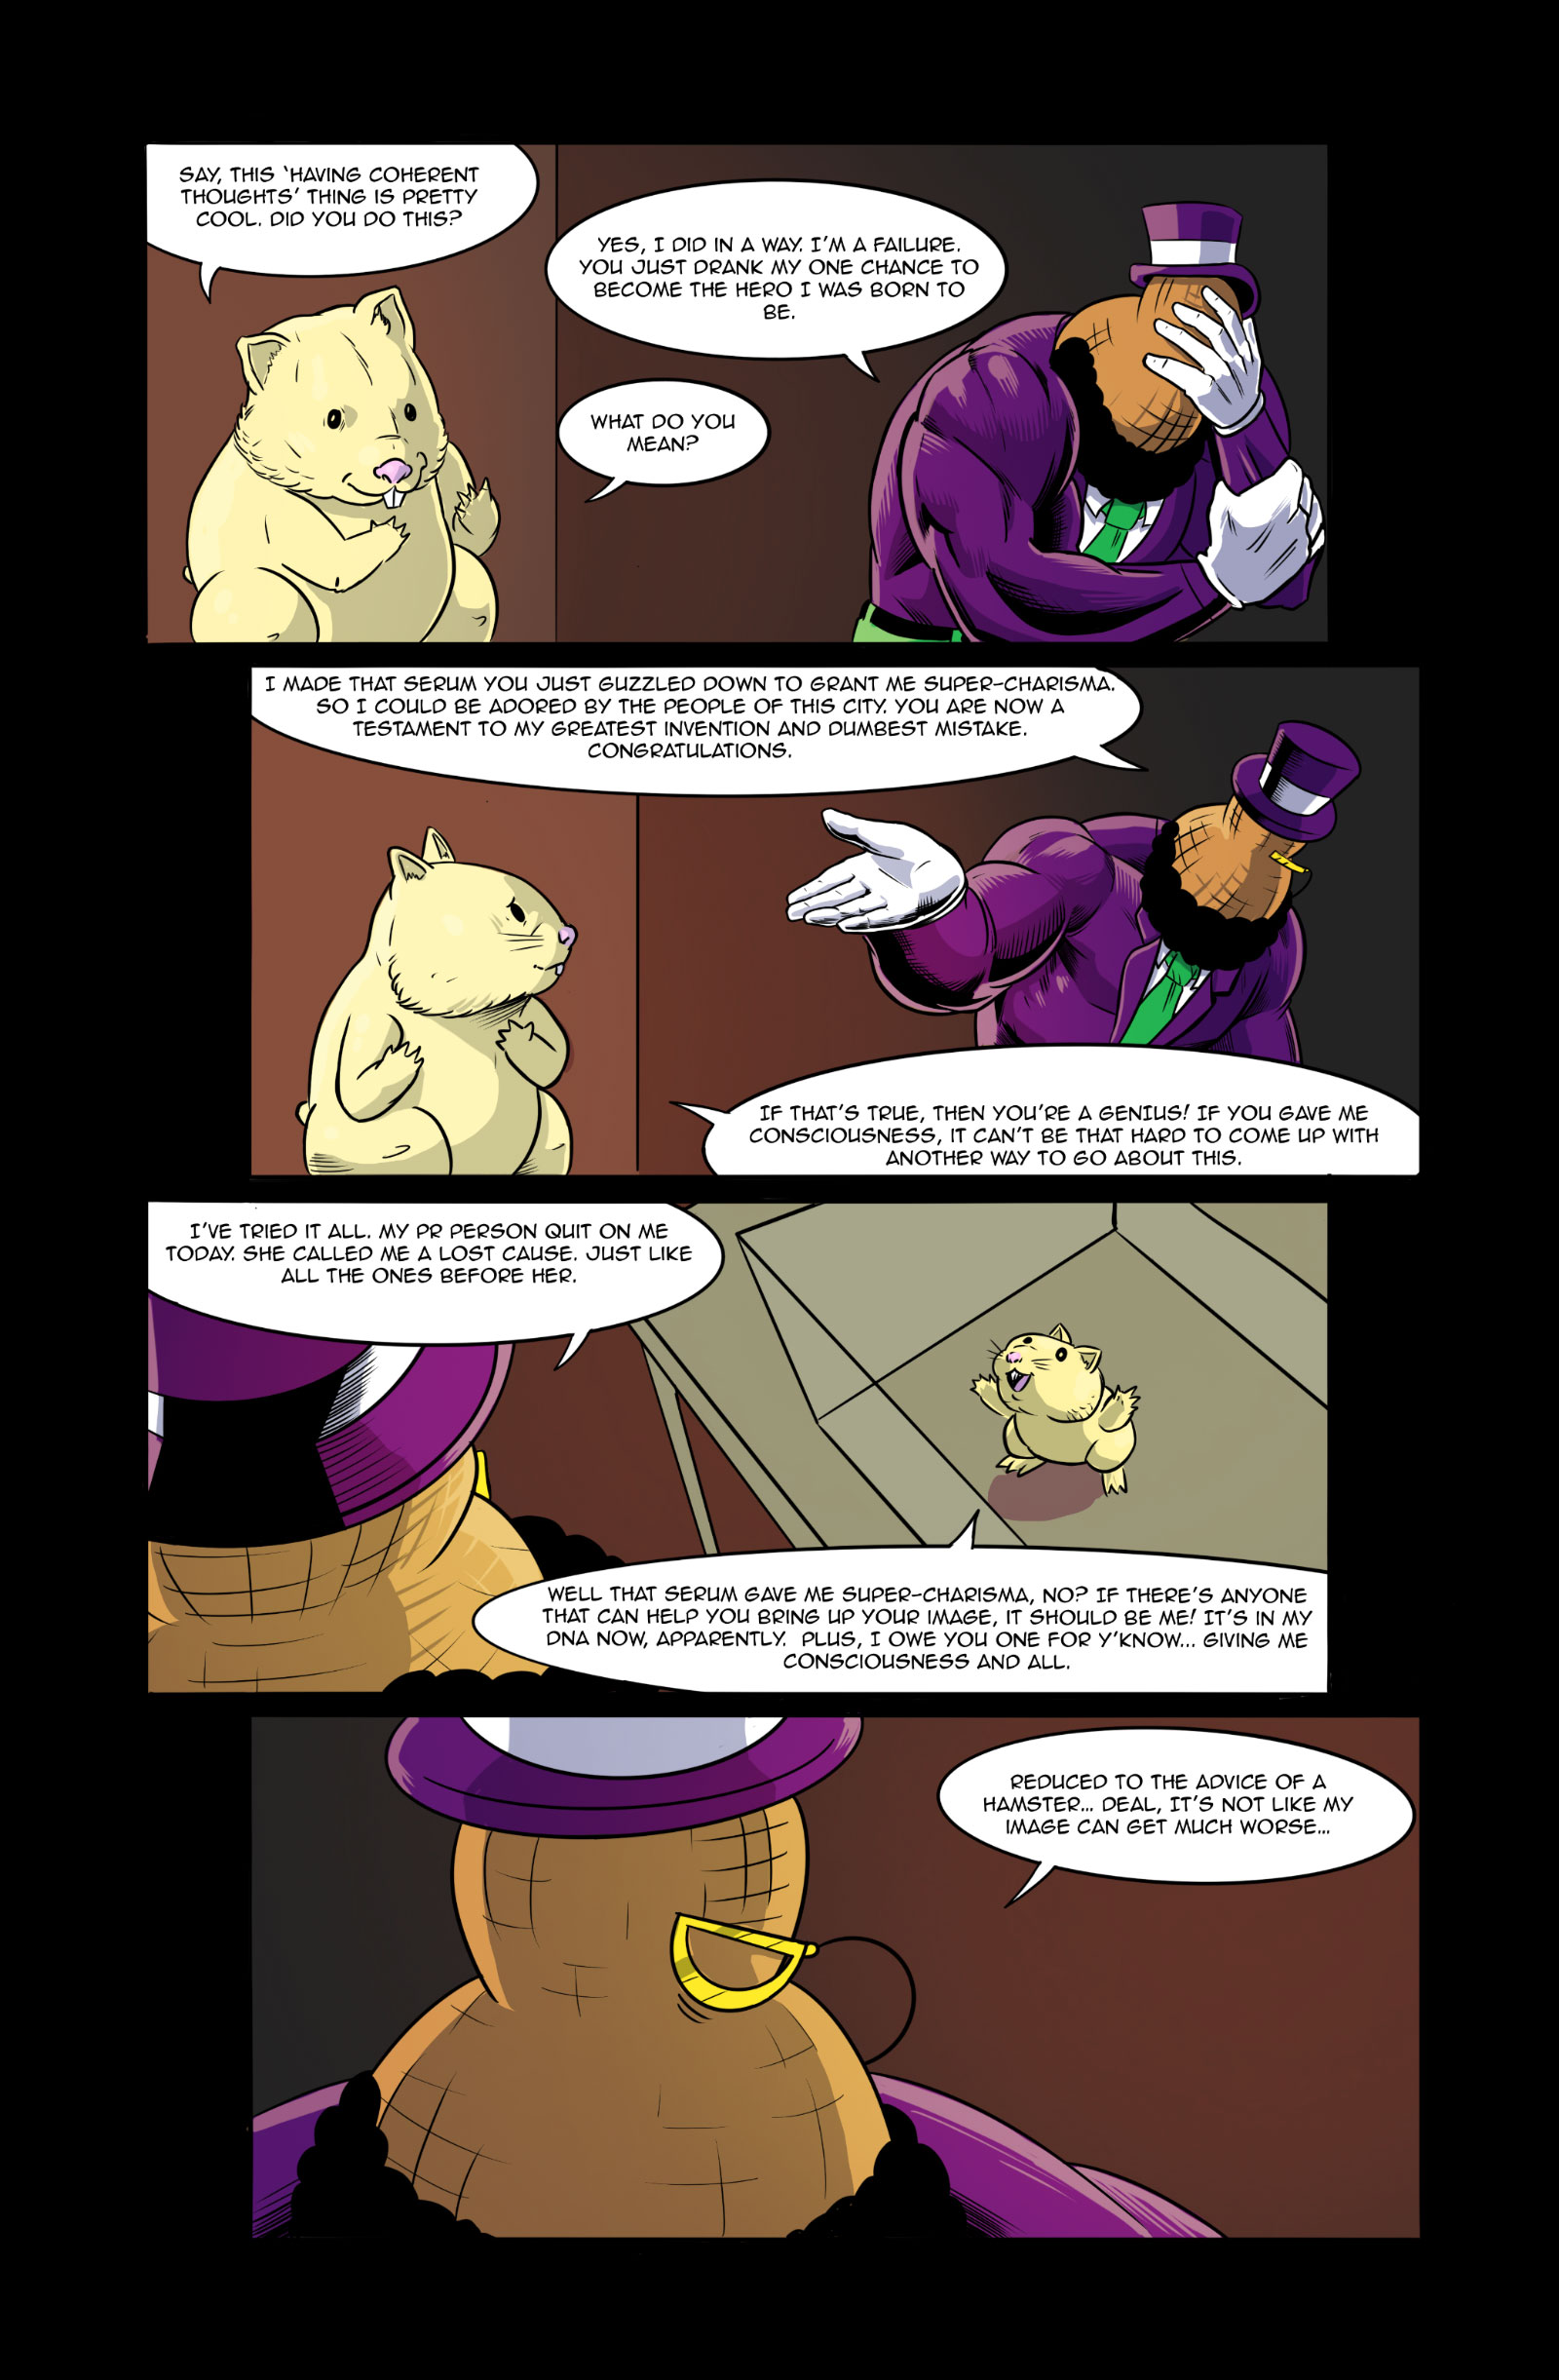 SAY, THIS 'HAVING COHERENT
THOUGHTS' THING IS PRETTY
COOL. DID YOU DO THIS?
YES, I DID IN A WAY. I'M A FAILURE.
YOU JUST DRANK MY ONE CHANCE TO
BECOME THE HERO I WAS BORN TO
BE.
WHAT DO YOU
MEAN?
I MADE THAT SERUM YOU JUST GUZZLED DOWN TO GRANT ME SUPER-CHARISMA.
SO I COULD BE ADORED BY THE PEOPLE OF THIS CITY. YOU ARE NOW A
TESTAMENT TO MY GREATEST INVENTION AND DUMBEST MISTAKE.
CONGRATULATIONS.
IF THAT'S TRUE, THEN YOU'RE A GENIUS! IF YOU GAVE ME
CONSCIOUSNESS, IT CAN'T BE THAT HARD TO COME UP WITH
ANOTHER WAY TO GO ABOUT THIS.
I'VE TRIED IT ALL. MY PR PERSON QUIT ON ME
TODAY. SHE CALLED ME A LOST CAUSE. JUST LIKE
ALL THE ONES BEFORE HER.
WELL THAT SERUM GAVE ME SUPER-CHARISMA, NO? IF THERE'S ANYONE
THAT CAN HELP YOU BRING UP YOUR IMAGE, IT SHOULD BE ME! IT'S IN MY
DNA NOW, APPARENTLY. PLUS, I OWE YOU ONE FOR Y'KNOW... GIVING ME
CONSCIOUSNESS AND ALL.
REDUCED TO THE ADVICE OF A
HAMSTER... DEAL, IT'S NOT LIKE MY
IMAGE CAN GET MUCH WORSE...